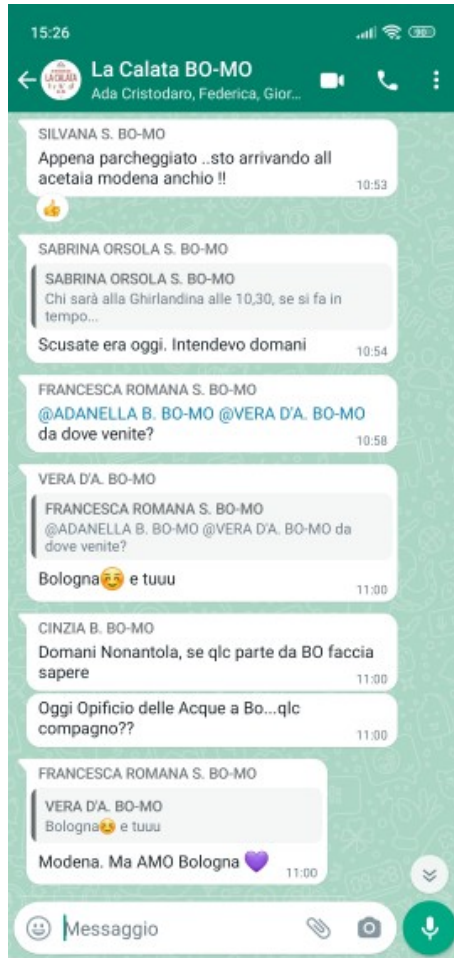 15:26
La Calata BO-MO
Ada Cristodaro, Federica, Gior...
SILVANA S. BO-MO
Appena parcheggiato ..sto arrivando all
acetaia modena anchio !!
10:53
SABRINA ORSOLA S. BO-MO
SABRINA ORSOLA S. BO-MO
Chi sarà alla Ghirlandina alle 10,30, se si fa in
tempo...
Scusate era oggi. Intendevo domani
10:54
FRANCESCA ROMANA S. BO-MO
@ADANELLA B. BO-MO @VERA D'A. BO-MO
da dove venite?
10:58
VERA D'A. BO-MO
FRANCESCA ROMANA S. BO-MO
@ADANELLA B. BO-MO @VERA D'A. BO-MO da
dove venite?
Bologna☺️ e tuuu
11:00
CINZIA B. BO-MO
Domani Nonantola, se qlc parte da BO faccia
sapere
11:00
Oggi Opificio delle Acque a Bo...qlc
compagno??
11:00
FRANCESCA ROMANA S. BO-MO
VERA D'A. BO-MO
Bologna☺️ e tuuu
Modena. Ma AMO Bologna 💜
11:00
Messaggio